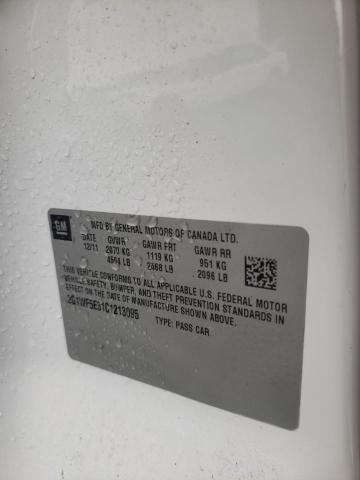 GM
MFD BY GENERAL MOTORS OF CANADA LTD.
DATE GVWR GAWR FRT GAWR RR
12/11 2070 KG 1119 KG 951 KG
4564 LB 2468 LB 2096 LB
THIS VEHICLE CONFORMS TO ALL APPLICABLE U.S. FEDERAL MOTOR
VEHICLE SAFETY, BUMPER, AND THEFT PREVENTION STANDARDS
IN EFFECT ON THE DATE OF MANUFACTURE SHOWN ABOVE.
2G1WF5E31C1213095
TYPE: PASS CAR